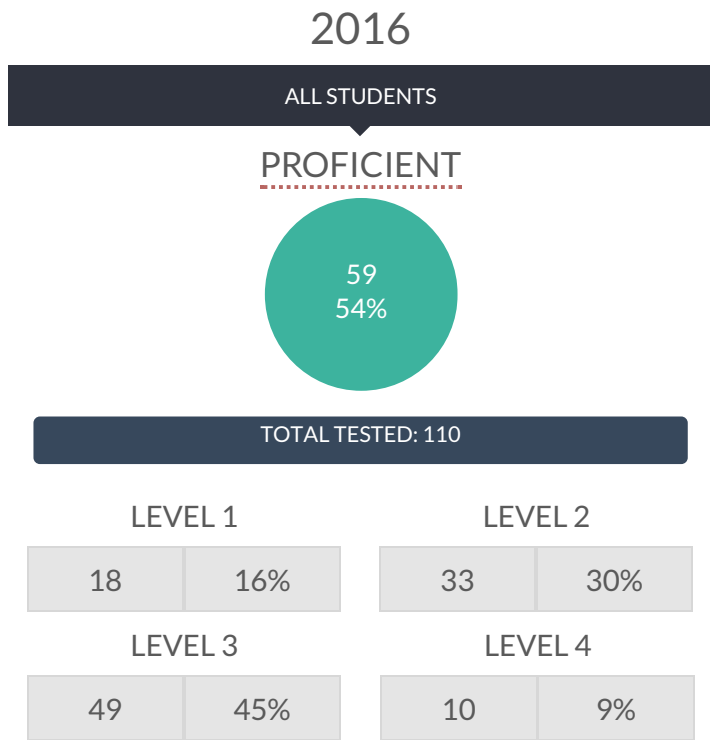 2016
ALL STUDENTS
PROFICIENT
59
54%
TOTAL TESTED: 110
LEVEL 1
18 16%
LEVEL 2
33 30%
LEVEL 3
49 45%
LEVEL 4
10 9%